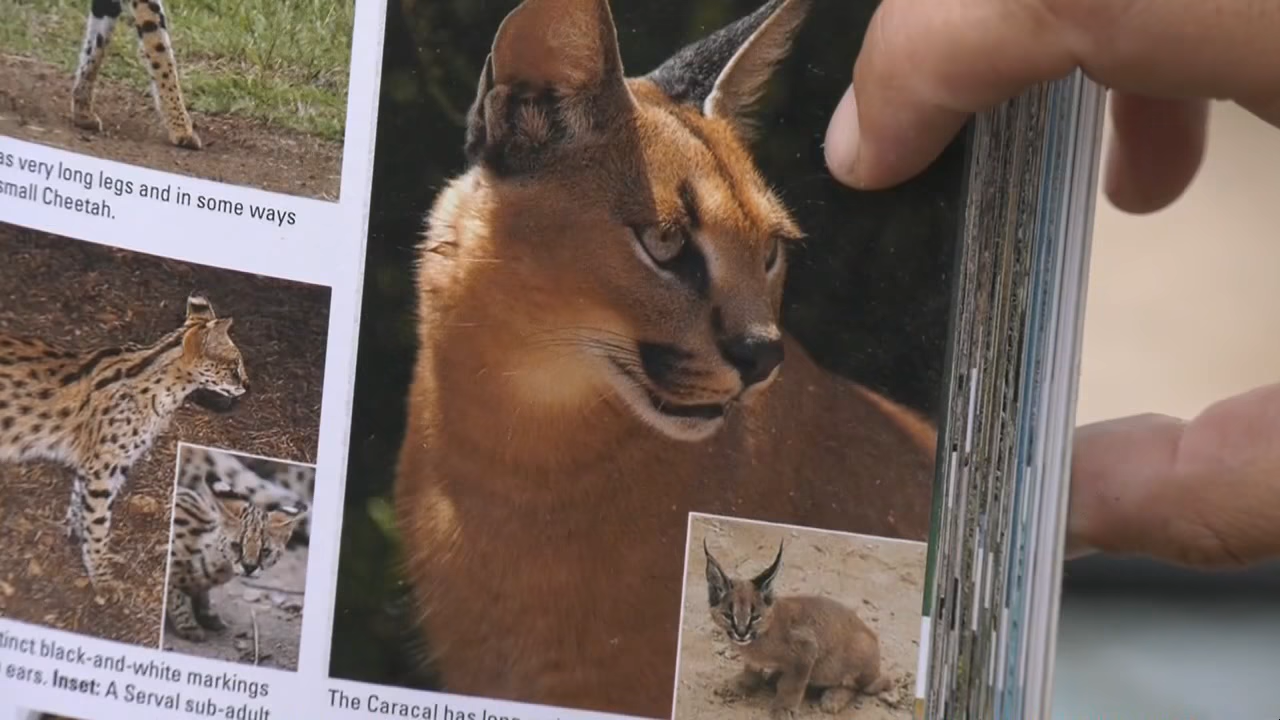 as very long legs and in some ways
small Cheetah.
tinct black-and-white markings
ears. Inset: A Serval sub-adult
The Caracal has